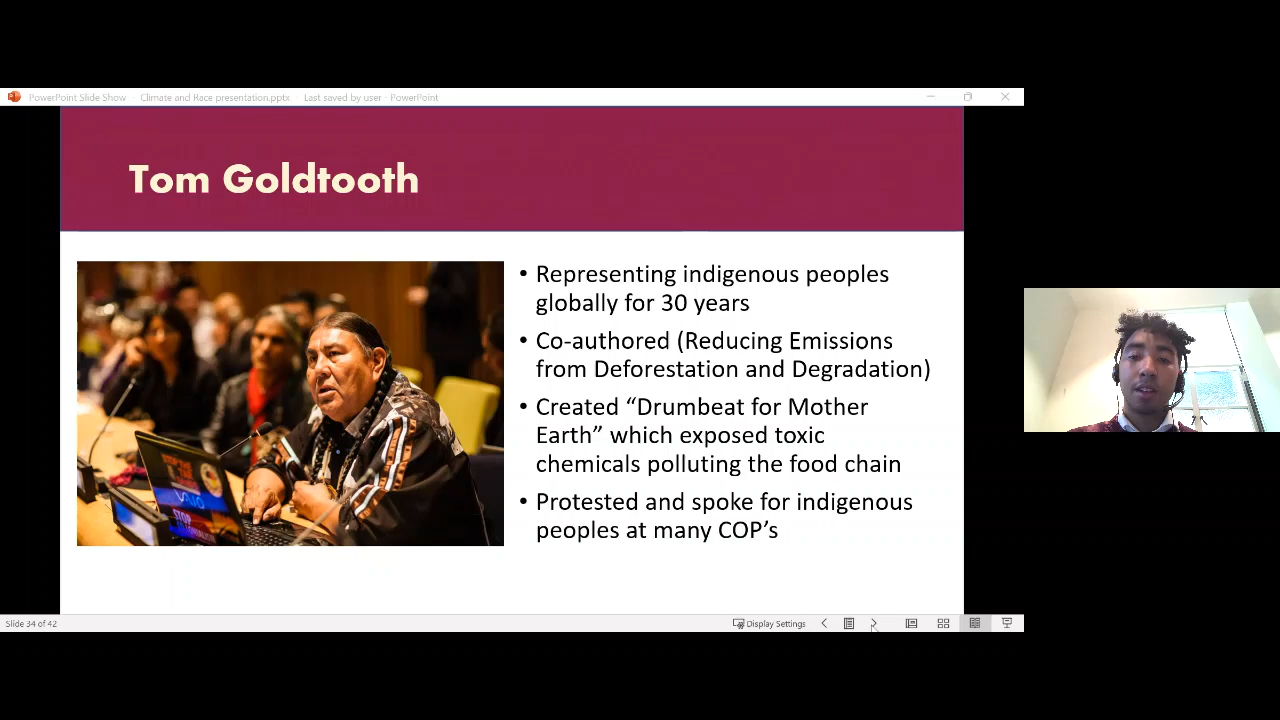 PowerPoint Slide Show - Climate and Race presentation.pptx - Last saved by user - PowerPoint
Tom Goldtooth
• Representing indigenous peoples
globally for 30 years
• Co-authored (Reducing Emissions
from Deforestation and Degradation)
• Created “Drumbeat for Mother
Earth” which exposed toxic
chemicals polluting the food chain
• Protested and spoke for indigenous
peoples at many COP’s
VAIO
Slide 34 of 42
Display Settings